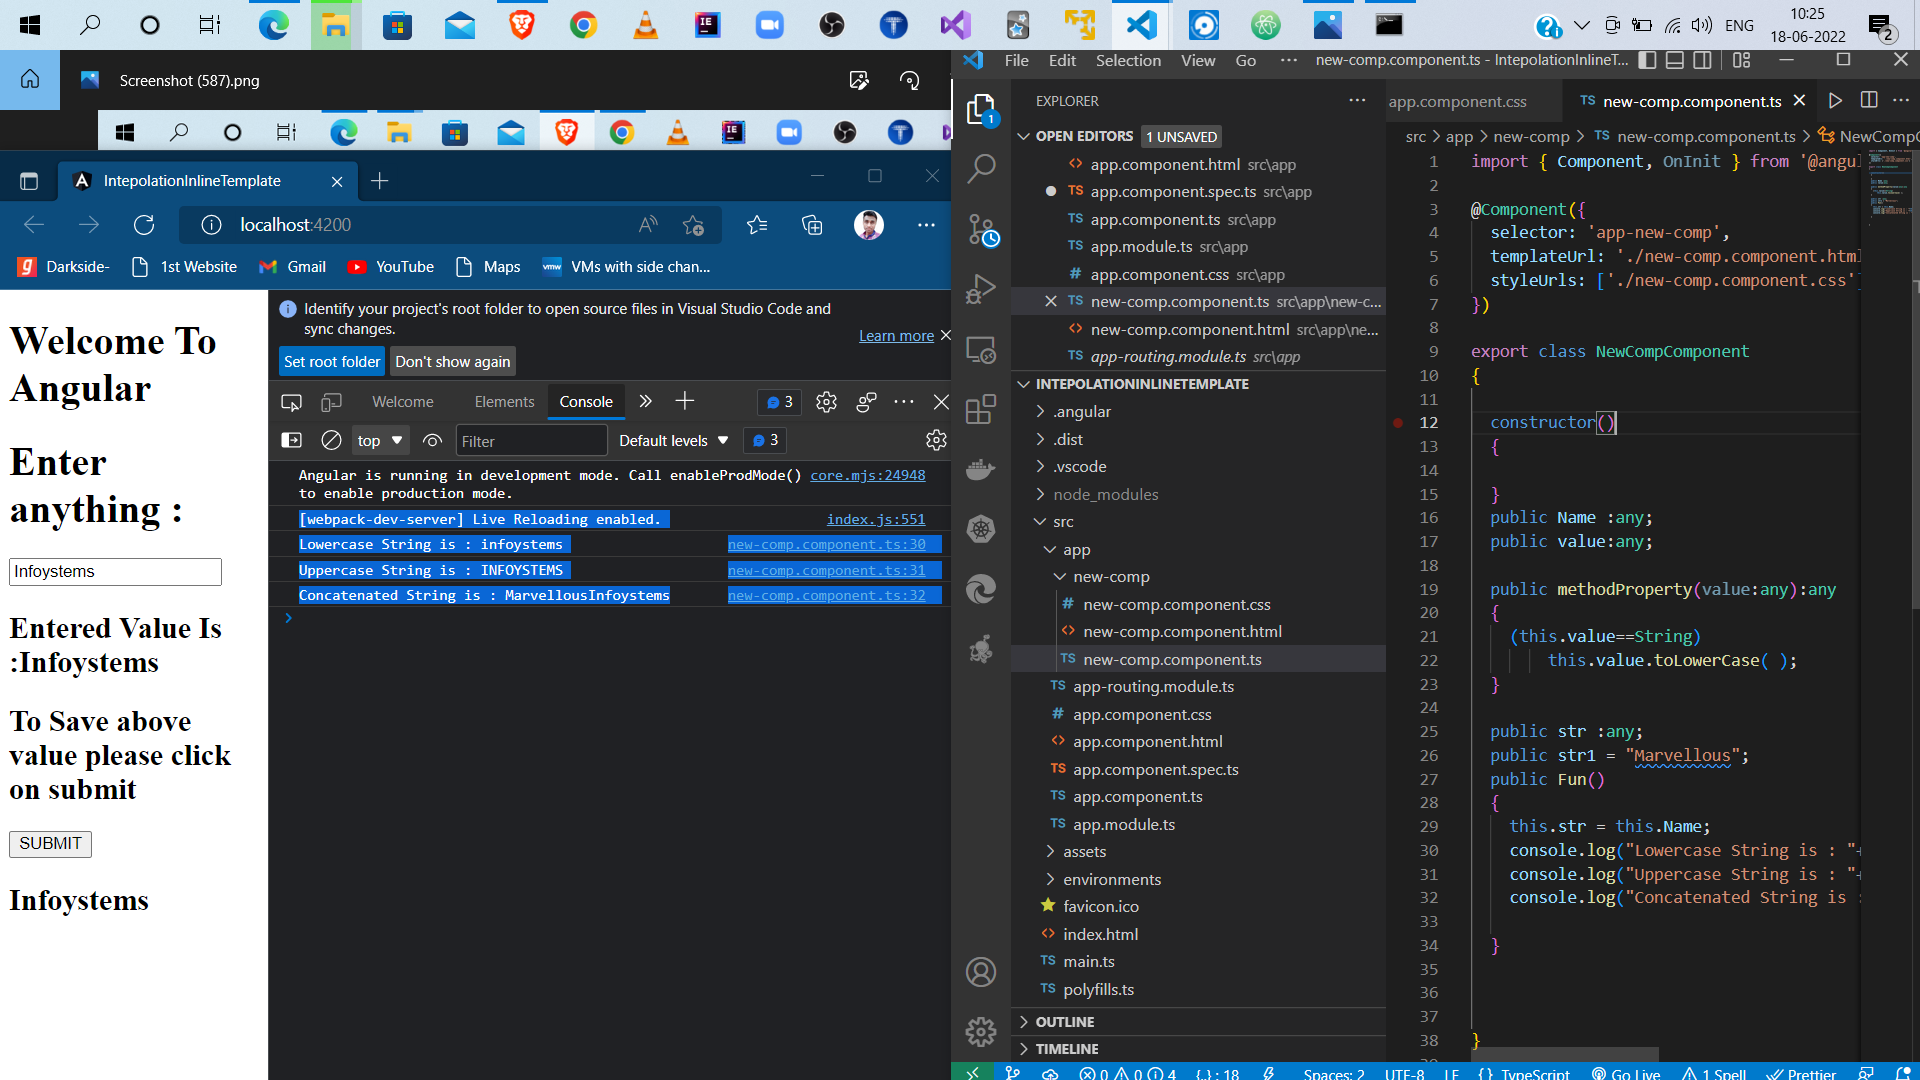 ENG
10:25
18-06-2022
2
Screenshot (587).png
IntepolationInlineTemplate
localhost:4200
Darkside-
1st Website
Gmail
YouTube
Maps
VMs with side chan...
Welcome To
Angular
Enter
anything :
Infoystems
Entered Value Is
:Infoystems
To Save above
value please click
on submit
SUBMIT
Infoystems
Identify your project's root folder to open source files in Visual Studio Code and
sync changes.
Learn more
Set root folder
Don't show again
Welcome
Elements
Console
3
top
Filter
Default levels
3
Angular is running in development mode. Call enableProdMode() core.mjs:24948
to enable production mode.
[webpack-dev-server] Live Reloading enabled. index.js:551
Lowercase String is : infoystems new-comp.component.ts:30
Uppercase String is : INFOYSTEMS new-comp.component.ts:31
Concatenated String is : MarvellousInfoystems new-comp.component.ts:32
File Edit Selection View Go ··· new-comp.component.ts - IntepolationInlineT...
EXPLORER
OPEN EDITORS 1 UNSAVED
<> app.component.html src\app
TS app.component.spec.ts src\app
TS app.component.ts src\app
TS app.module.ts src\app
# app.component.css src\app
TS new-comp.component.ts src\app\new-c...
<> new-comp.component.html src\app\ne...
TS app-routing.module.ts src\app
INTEPOLATIONINLINETEMPLATE
.angular
.dist
.vscode
node_modules
src
app
new-comp
# new-comp.component.css
<> new-comp.component.html
TS new-comp.component.ts
TS app-routing.module.ts
# app.component.css
<> app.component.html
TS app.component.spec.ts
TS app.component.ts
TS app.module.ts
assets
environments
favicon.ico
<> index.html
TS main.ts
TS polyfills.ts
OUTLINE
TIMELINE
1
app.component.css
TS new-comp.component.ts
src > app > new-comp > TS new-comp.component.ts > NewCompC
1 import { Component, OnInit } from '@angul
2
3 @Component({
4 selector: 'app-new-comp',
5 templateUrl: './new-comp.component.html
6 styleUrls: ['./new-comp.component.css'
7 })
8
9 export class NewCompComponent
10 {
11
12 constructor()
13 {
14
15 }
16 public Name :any;
17 public value:any;
18
19 public methodProperty(value:any):any
20 {
21 (this.value==String)
22 this.value.toLowerCase( );
23 }
24
25 public str :any;
26 public str1 = "Marvellous";
27 public Fun()
28 {
29 this.str = this.Name;
30 console.log("Lowercase String is : "+
31 console.log("Uppercase String is : "+
32 console.log("Concatenated String is :
33
34 }
35
36
37
38 }
0 0 4 {..} : 18 Spaces: 2 UTF-8 LF {} TypeScript Go Live 1 Spell Prettier